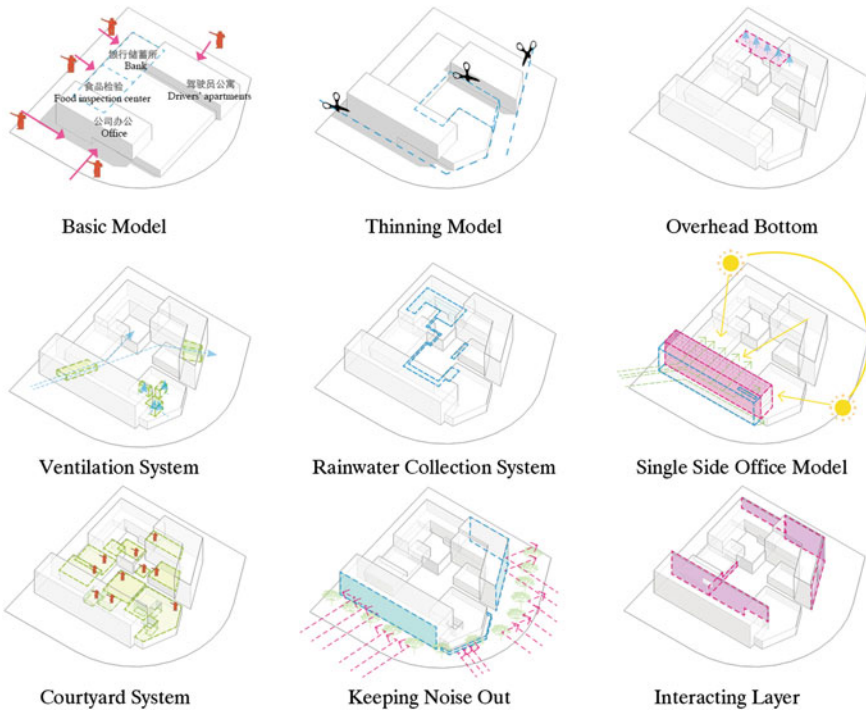 银行储蓄所
Bank
食品检验
Food inspection center
驾驶员公寓
Drivers' apartments
公司办公
Office
Basic Model
Thinning Model
Overhead Bottom
Ventilation System
Rainwater Collection System
Single Side Office Model
Courtyard System
Keeping Noise Out
Interacting Layer